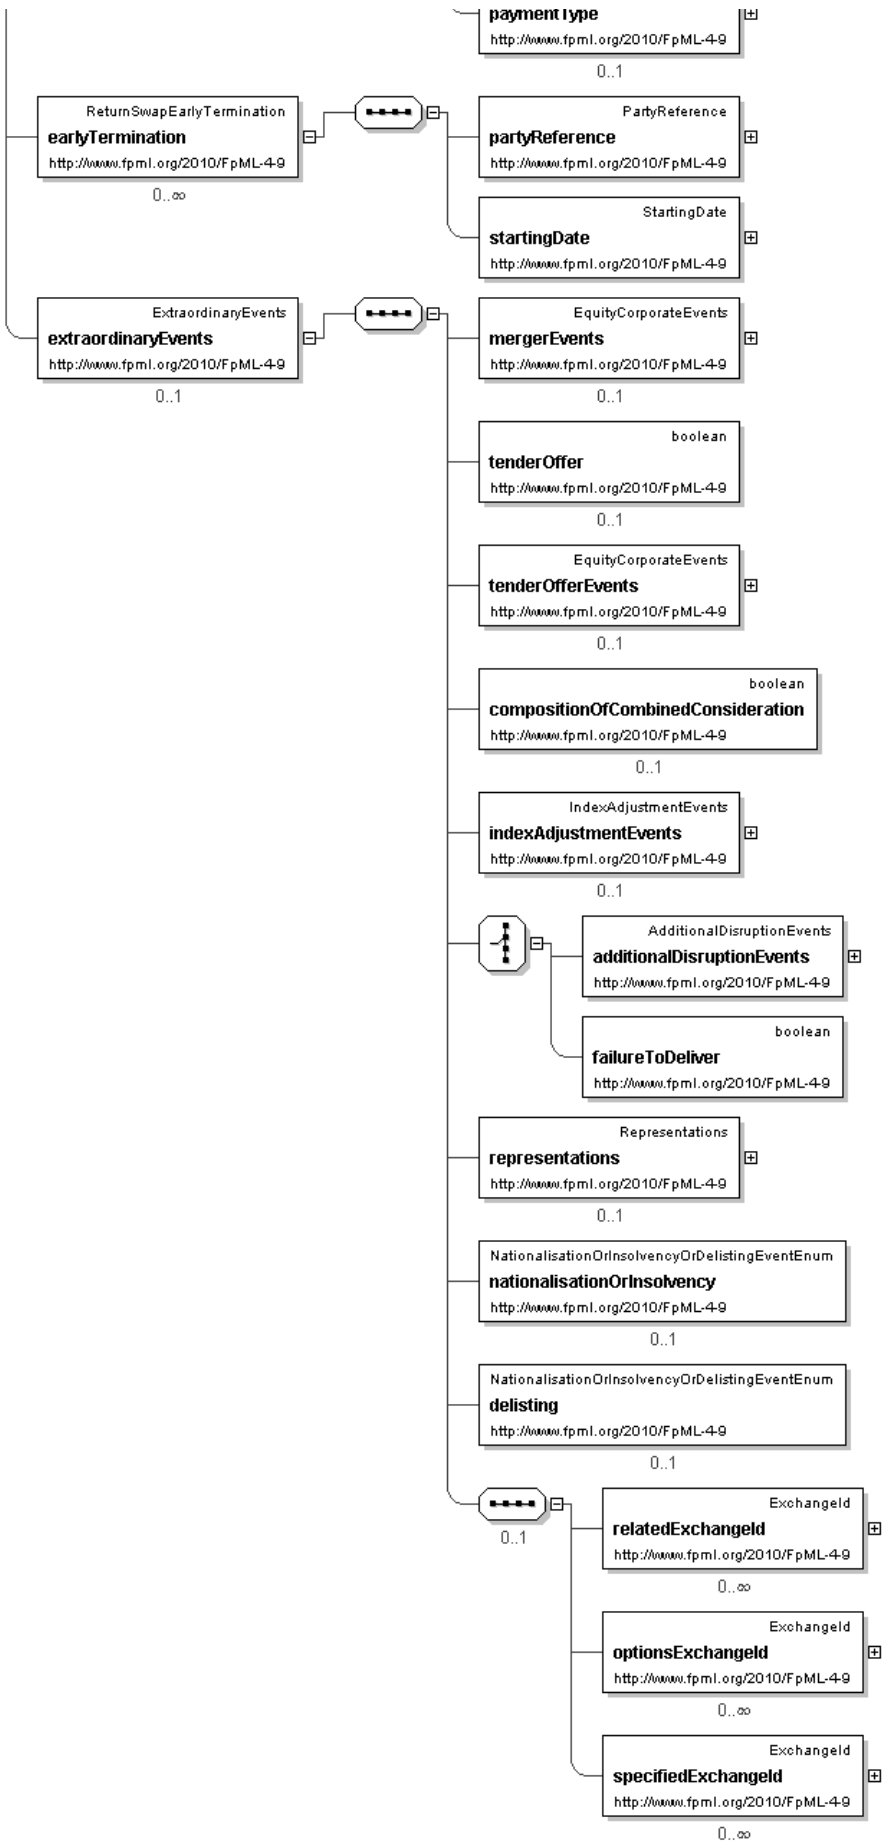 paymentType
http://www.fpml.org/2010/FpML-4-9
0..1
ReturnSwapEarlyTermination
earlyTermination
http://www.fpml.org/2010/FpML-4-9
0..∞
PartyReference
partyReference
http://www.fpml.org/2010/FpML-4-9
StartingDate
startingDate
http://www.fpml.org/2010/FpML-4-9
ExtraordinaryEvents
extraordinaryEvents
http://www.fpml.org/2010/FpML-4-9
0..1
EquityCorporateEvents
mergerEvents
http://www.fpml.org/2010/FpML-4-9
0..1
boolean
tenderOffer
http://www.fpml.org/2010/FpML-4-9
0..1
EquityCorporateEvents
tenderOfferEvents
http://www.fpml.org/2010/FpML-4-9
0..1
boolean
compositionOfCombinedConsideration
http://www.fpml.org/2010/FpML-4-9
0..1
IndexAdjustmentEvents
indexAdjustmentEvents
http://www.fpml.org/2010/FpML-4-9
0..1
AdditionalDisruptionEvents
additionalDisruptionEvents
http://www.fpml.org/2010/FpML-4-9
boolean
failureToDeliver
http://www.fpml.org/2010/FpML-4-9
Representations
representations
http://www.fpml.org/2010/FpML-4-9
0..1
NationalisationOrInsolvencyOrDelistingEventEnum
nationalisationOrInsolvency
http://www.fpml.org/2010/FpML-4-9
0..1
NationalisationOrInsolvencyOrDelistingEventEnum
delisting
http://www.fpml.org/2010/FpML-4-9
0..1
0..1
ExchangeId
relatedExchangeId
http://www.fpml.org/2010/FpML-4-9
0..∞
ExchangeId
optionsExchangeId
http://www.fpml.org/2010/FpML-4-9
0..∞
ExchangeId
specifiedExchangeId
http://www.fpml.org/2010/FpML-4-9
0..∞